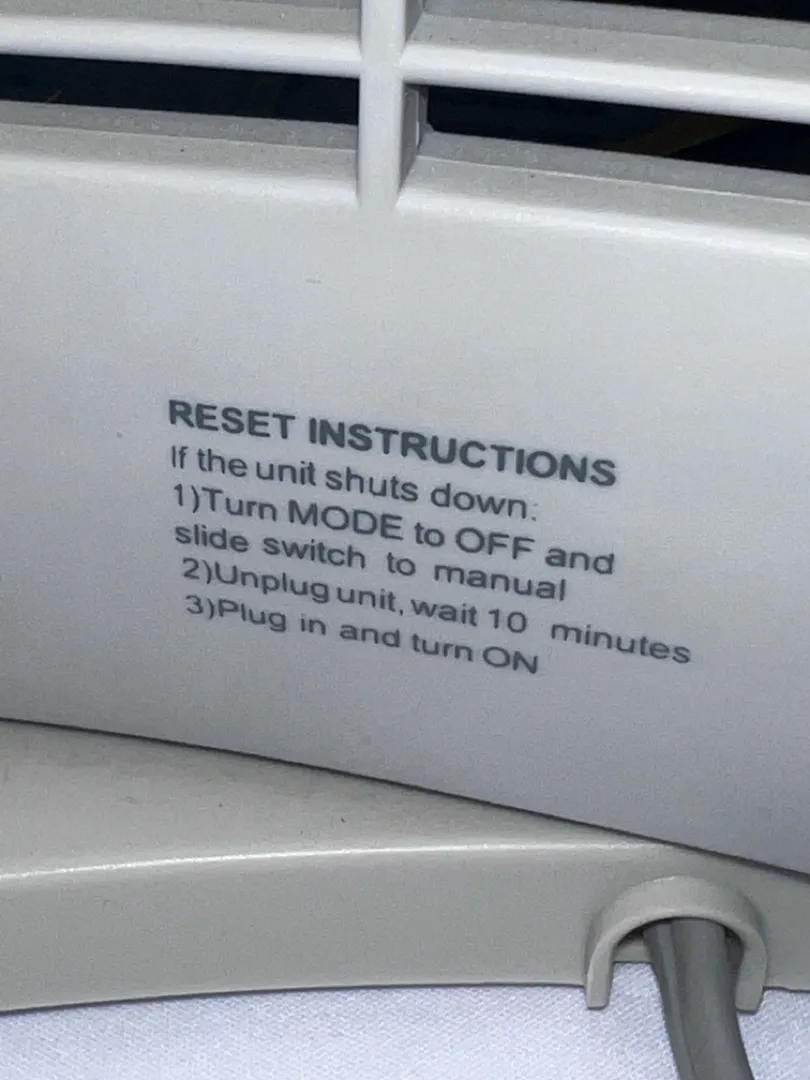 RESET INSTRUCTIONS
If the unit shuts down:
1)Turn MODE to OFF and
slide switch to manual
2)Unplug unit, wait 10 minutes
3)Plug in and turn ON